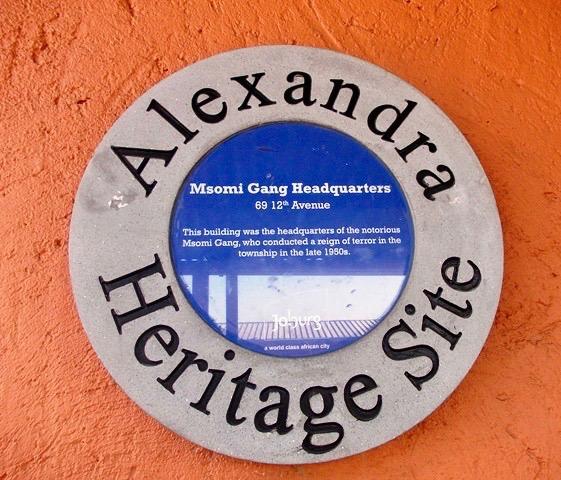 Alexandra
Heritage Site
Msomi Gang Headquarters
69 12th Avenue
This building was the headquarters of the notorious
Msomi Gang, who conducted a reign of terror in the
township in the late 1950s.
Joburg
a world class african city